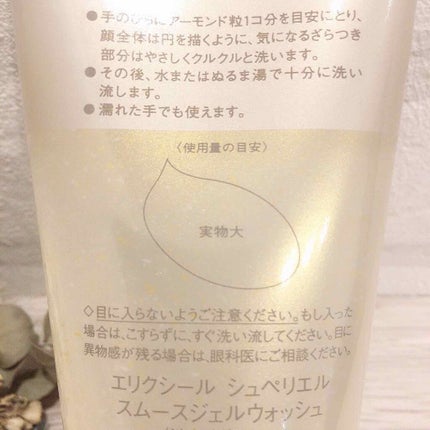 手のひらにアーモンド粒1コ分を目安にとり、
顔全体は円を描くように、気になるざらつき
部分はやさしくクルクルと洗います。
●その後、水またはぬるま湯で十分に洗い
流します。
●濡れた手でも使えます。
〈使用量の目安〉
実物大
◇目に入らないようご注意ください。もし入った
場合は、こすらずに、すぐ洗い流してください。目に
異物感が残る場合は、眼科医にご相談ください。
エリクシール シュペリエル
スムースジェルウォッシュ